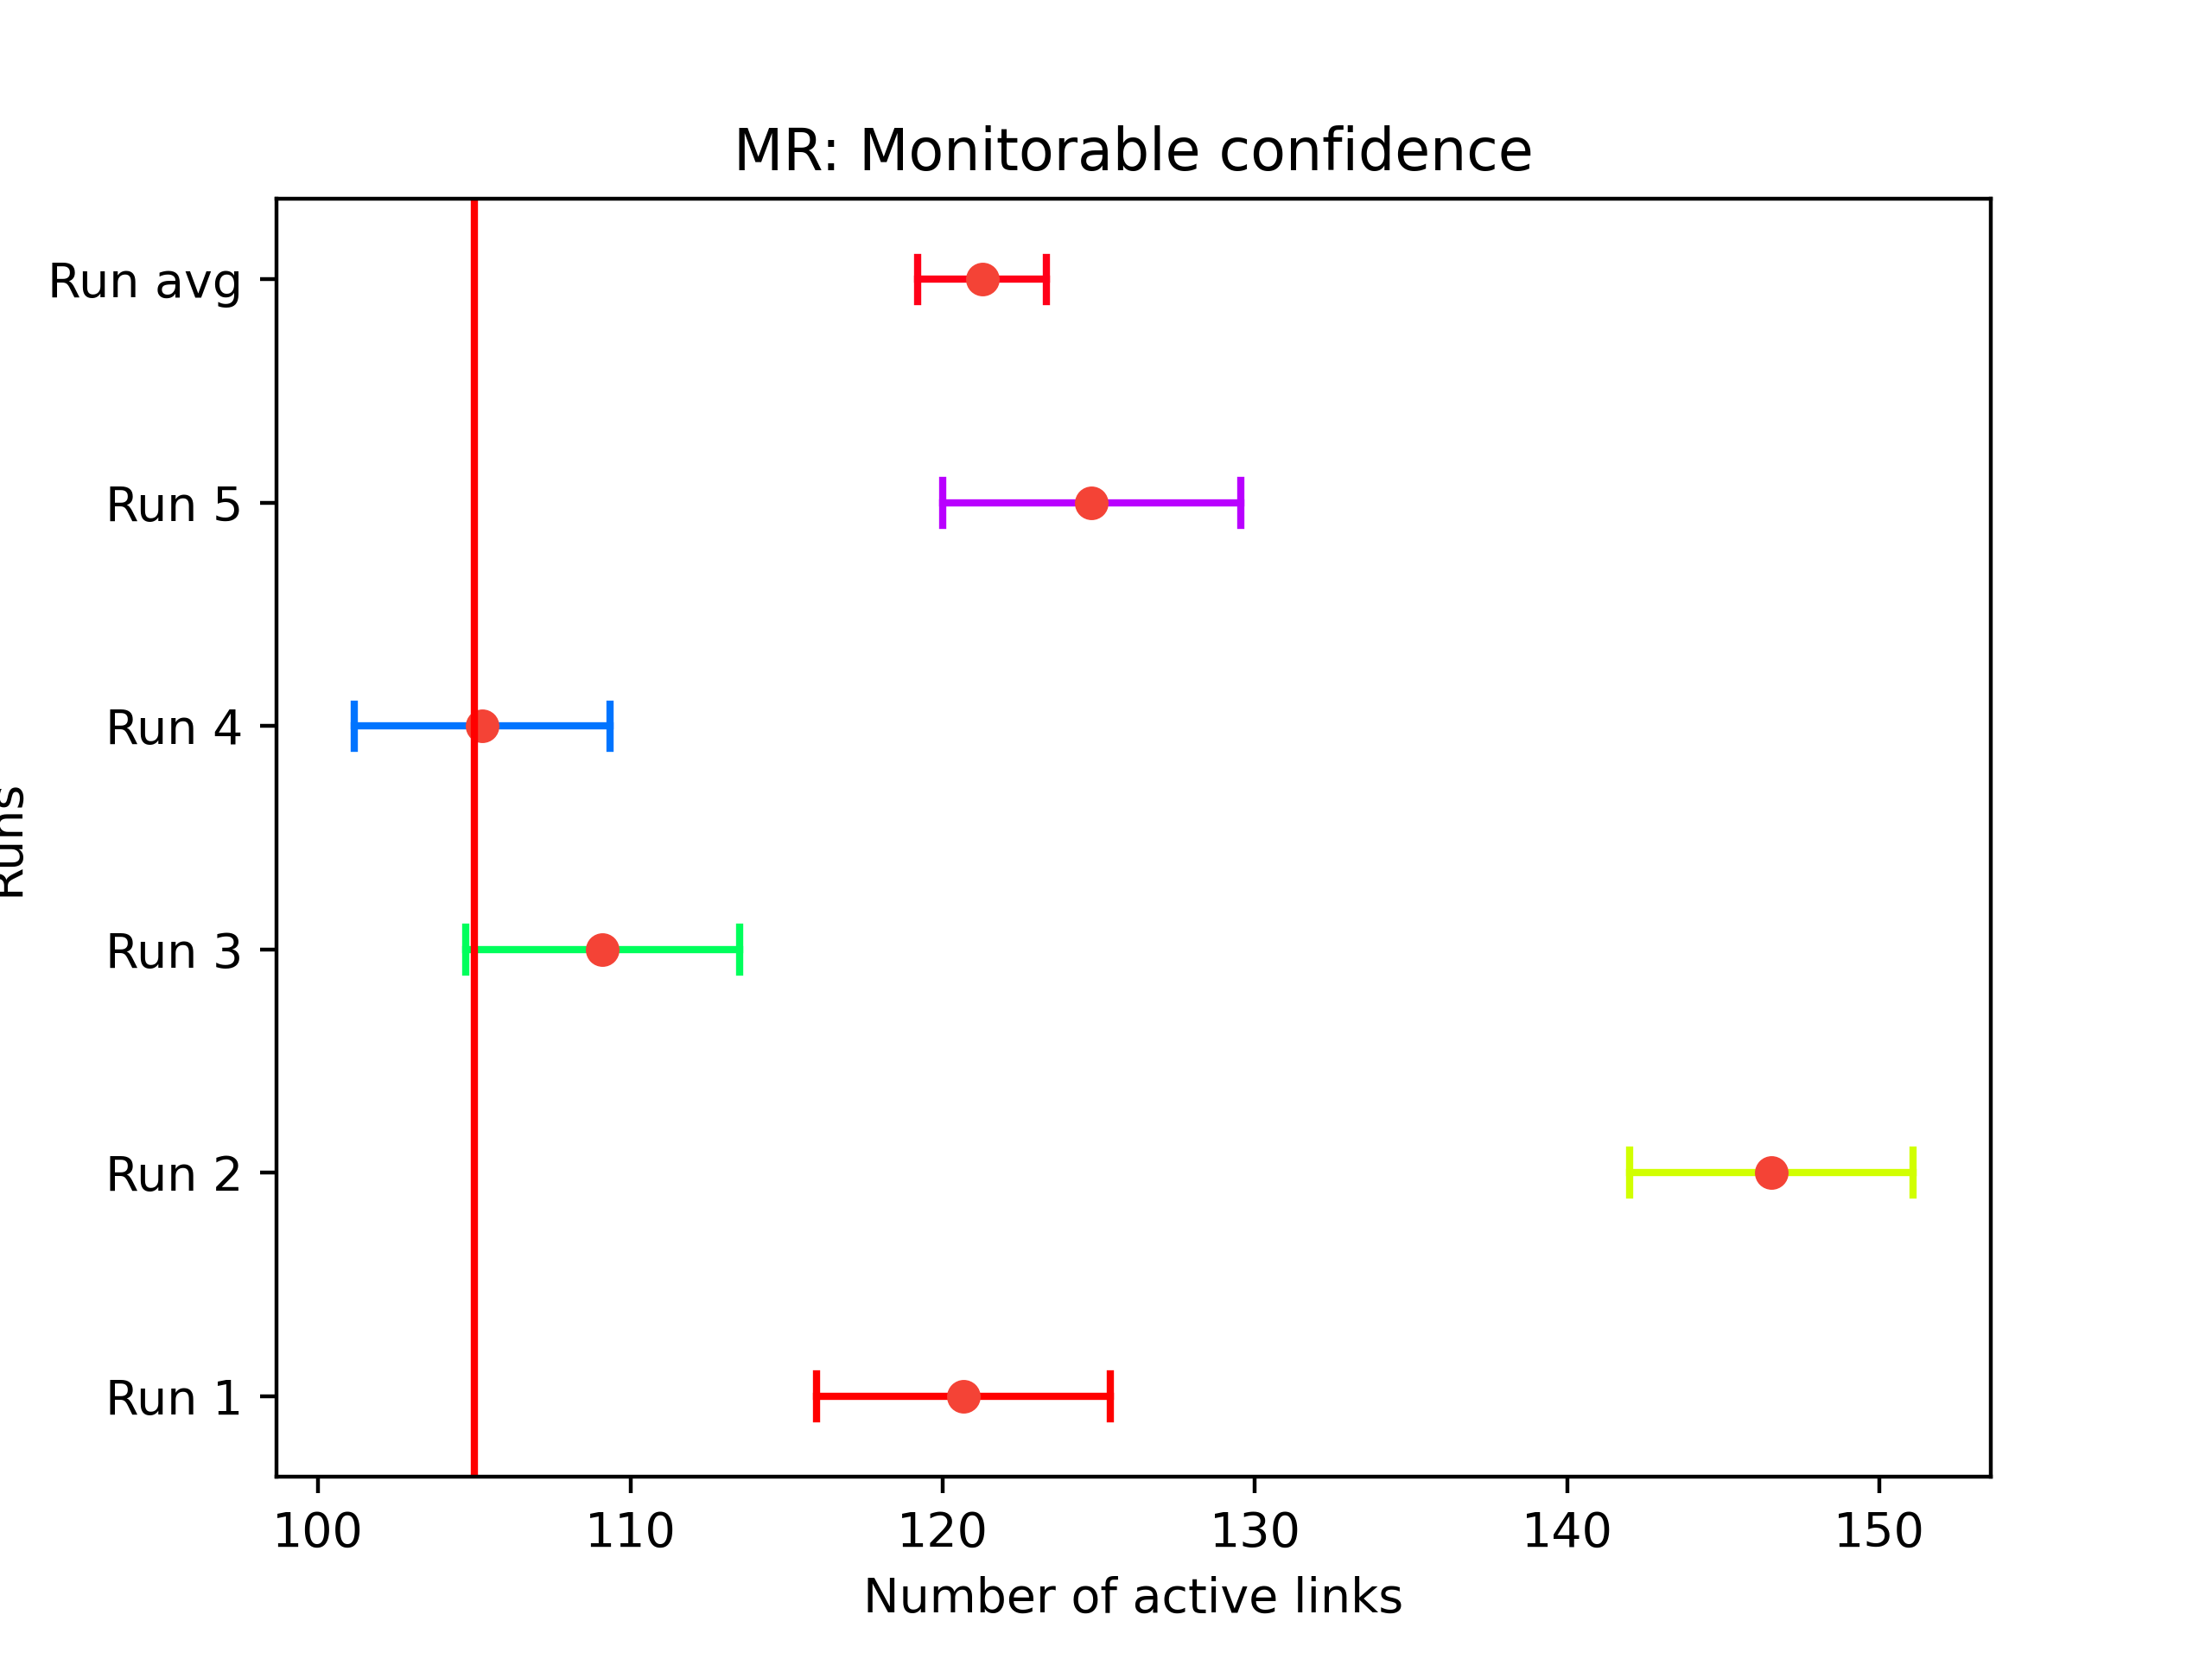 MR: Monitorable confidence
Run avg
Run 5
Run 4
Runs
Run 3
Run 2
Run 1
100 110 120 130 140 150
Number of active links